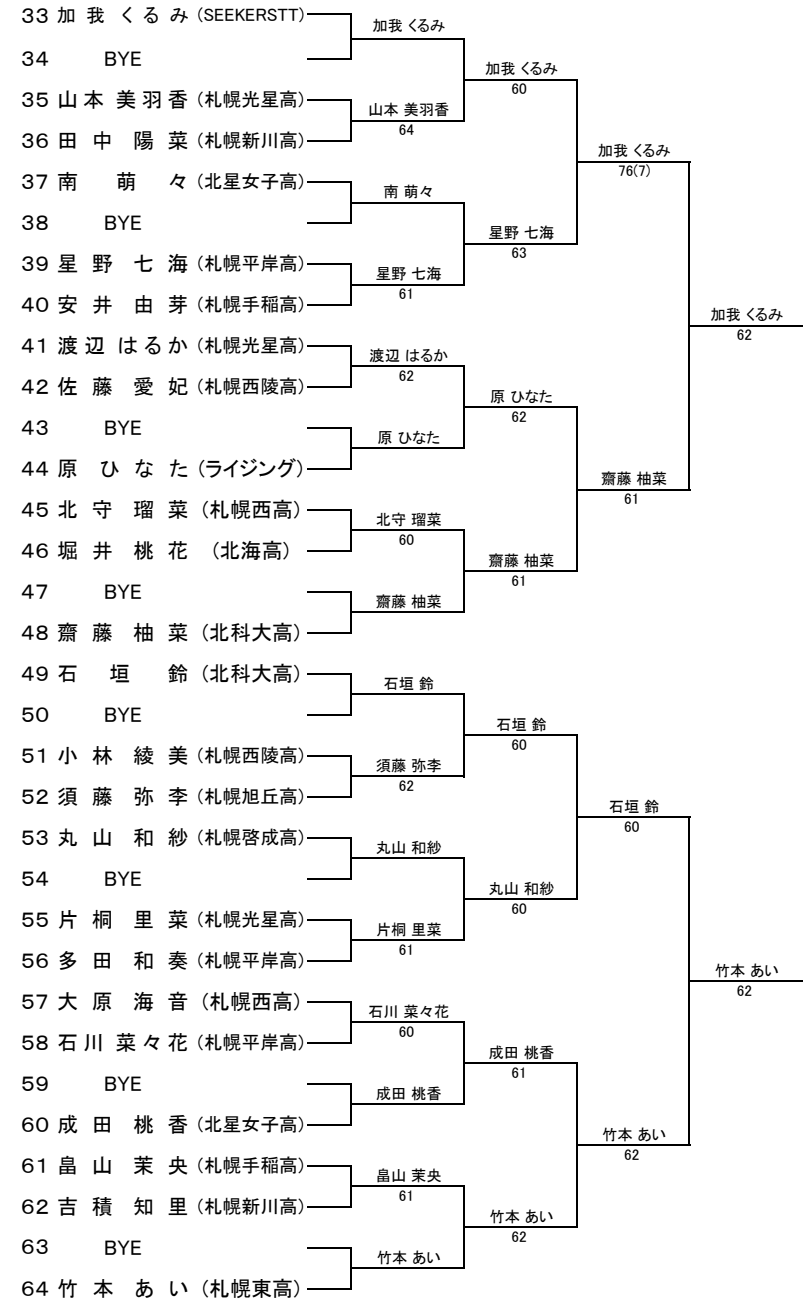 33 加我 くるみ (SEEKERSTT)
加我 くるみ
34 BYE
加我 くるみ
60
35 山本 美羽香 (札幌光星高)
山本 美羽香
64
36 田中 陽菜 (札幌新川高)
加我 くるみ
76(7)
37 南 萌々 (北星女子高)
南 萌々
38 BYE
星野 七海
63
39 星野 七海 (札幌平岸高)
星野 七海
61
40 安井 由芽 (札幌手稲高)
加我 くるみ
62
41 渡辺 はるか (札幌光星高)
渡辺 はるか
62
42 佐藤 愛妃 (札幌西陵高)
原 ひなた
62
43 BYE
原 ひなた
44 原 ひなた (ライジング)
齋藤 柚菜
61
45 北守 瑠菜 (札幌西高)
北守 瑠菜
60
46 堀井 桃花 (北海高)
齋藤 柚菜
61
47 BYE
齋藤 柚菜
48 齋藤 柚菜 (北科大高)
49 石垣 鈴 (北科大高)
石垣 鈴
50 BYE
石垣 鈴
60
51 小林 綾美 (札幌西陵高)
須藤 弥李
62
52 須藤 弥李 (札幌旭丘高)
石垣 鈴
60
53 丸山 和紗 (札幌啓成高)
丸山 和紗
54 BYE
丸山 和紗
60
55 片桐 里菜 (札幌光星高)
片桐 里菜
61
56 多田 和奏 (札幌平岸高)
竹本 あい
62
57 大原 海音 (札幌西高)
石川 菜々花
60
58 石川 菜々花 (札幌平岸高)
成田 桃香
61
59 BYE
成田 桃香
60 成田 桃香 (北星女子高)
竹本 あい
62
61 畠山 茉央 (札幌手稲高)
畠山 茉央
61
62 吉積 知里 (札幌新川高)
竹本 あい
62
63 BYE
竹本 あい
64 竹本 あい (札幌東高)